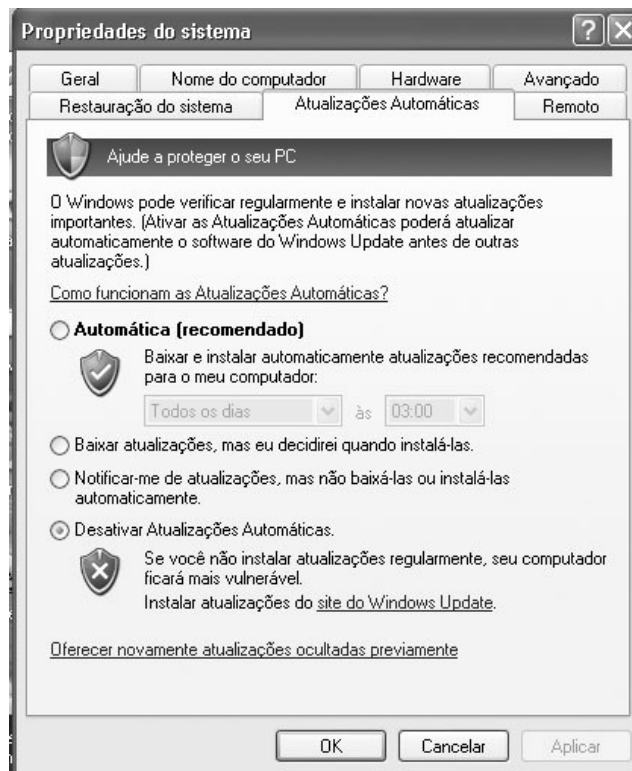 Propriedades do sistema
Geral
Nome do computador
Hardware
Avançado
Restauração do sistema
Atualizações Automáticas
Remoto
Ajude a proteger o seu PC
O Windows pode verificar regularmente e instalar novas atualizações
importantes. (Ativar as Atualizações Automáticas poderá atualizar
automaticamente o software do Windows Update antes de outras
atualizações.)
Como funcionam as Atualizações Automáticas?
Automática (recomendado)
Baixar e instalar automaticamente atualizações recomendadas
para o meu computador:
Todos os dias às 03:00
Baixar atualizações, mas eu decidirei quando instalá-las.
Notificar-me de atualizações, mas não baixá-las ou instalá-las
automaticamente.
Desativar Atualizações Automáticas.
Se você não instalar atualizações regularmente, seu computador
ficará mais vulnerável.
Instalar atualizações do site do Windows Update.
Oferecer novamente atualizações ocultadas previamente
OK
Cancelar
Aplicar